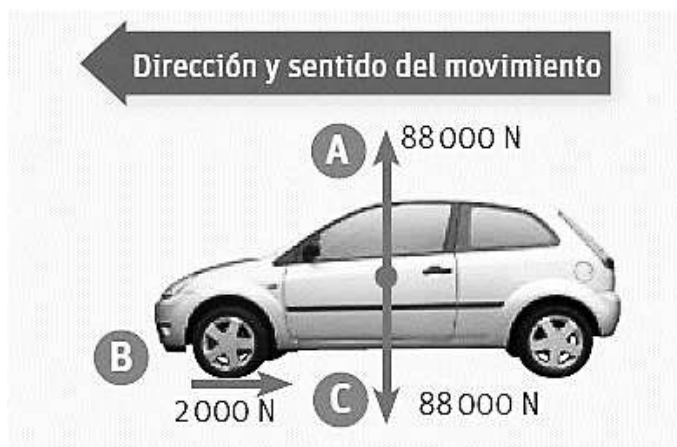 Dirección y sentido del movimiento
A
88 000 N
B
2 000 N
C
88 000 N